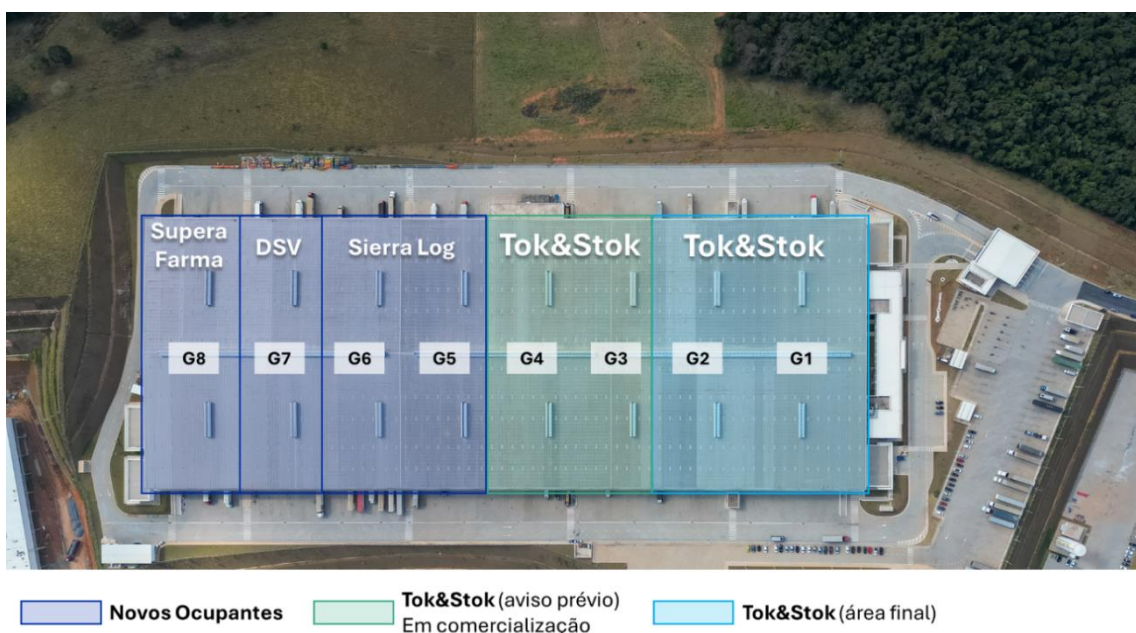 Supera
Farma
DSV
Sierra Log
Tok&Stok
Tok&Stok
G8
G7
G6
G5
G4
G3
G2
G1
Novos Ocupantes
Tok&Stok (aviso prévio)
Em comercialização
Tok&Stok (área final)